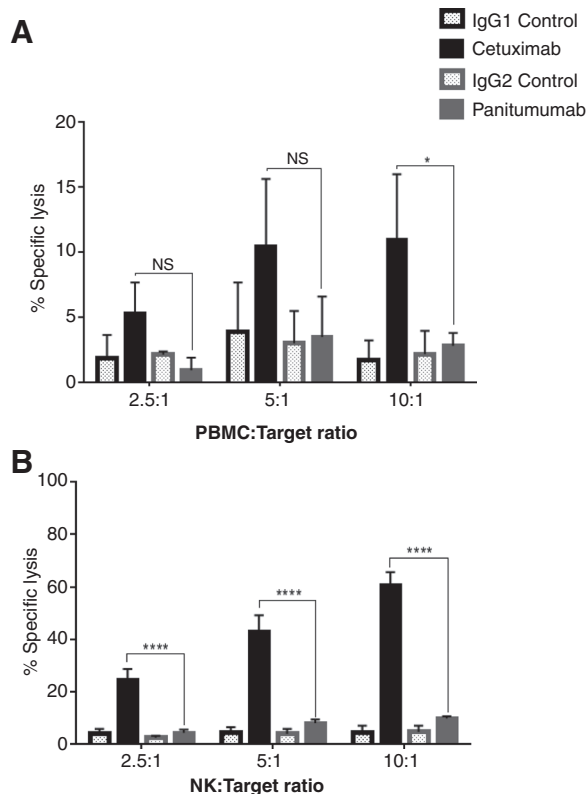 A
IgG1 Control
Cetuximab
IgG2 Control
Panitumumab
% Specific lysis
20
15
10
5
0
NS
NS
*
2.5:1
5:1
10:1
PBMC:Target ratio
B
% Specific lysis
100
80
60
40
20
0
****
****
****
2.5:1
5:1
10:1
NK:Target ratio